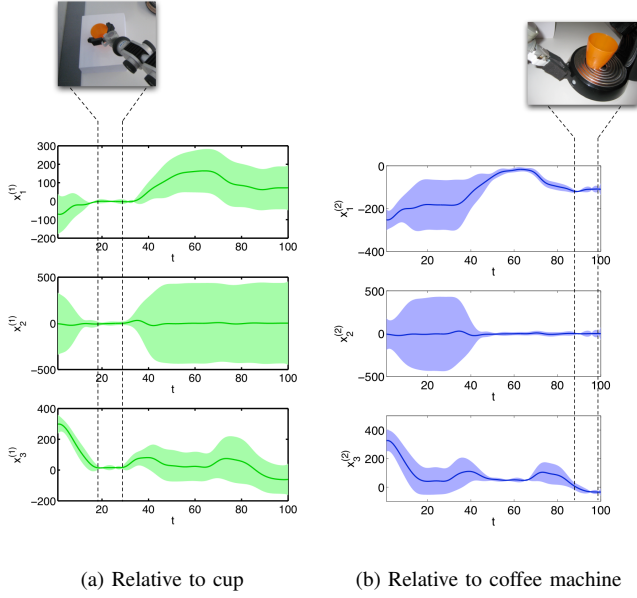 300
200
100
0
−100
−200
x₁⁽¹⁾
20 40 60 80 100
t
500
0
−500
x₂⁽¹⁾
20 40 60 80 100
t
400
200
0
−200
x₃⁽¹⁾
20 40 60 80 100
t
(a) Relative to cup
0
−200
−400
x₁⁽²⁾
20 40 60 80 100
t
500
0
−500
x₂⁽²⁾
20 40 60 80 100
t
400
200
0
x₃⁽²⁾
20 40 60 80 100
t
(b) Relative to coffee machine